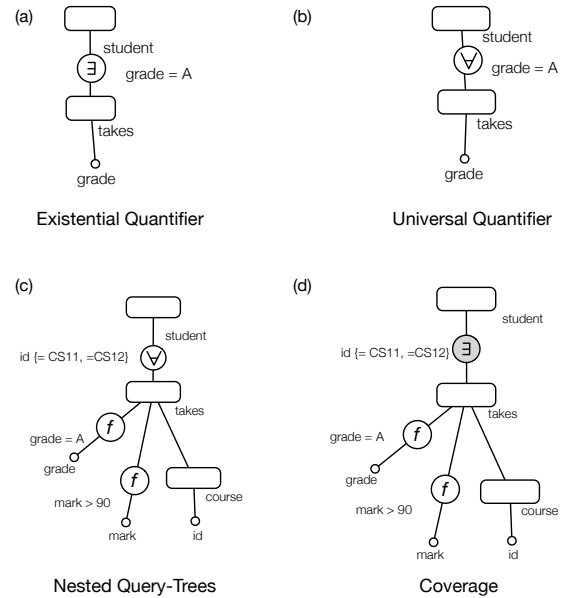 (a)
student
∃
grade = A
takes
grade
Existential Quantifier
(b)
student
∀
grade = A
takes
grade
Universal Quantifier
(c)
student
id {= CS11, =CS12}
∀
takes
f
grade = A
grade
f
mark > 90
course
mark
id
Nested Query-Trees
(d)
student
id {= CS11, =CS12}
∃
takes
f
grade = A
grade
f
mark > 90
course
mark
id
Coverage